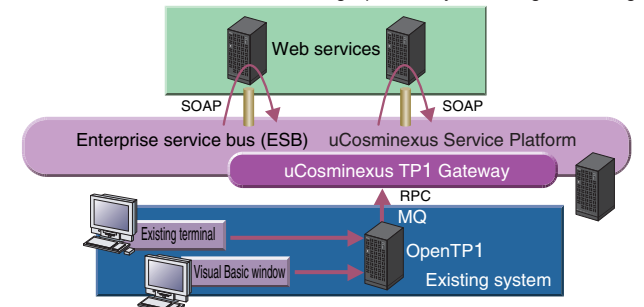 Web services
SOAP
SOAP
Enterprise service bus (ESB)
uCosminexus Service Platform
uCosminexus TP1 Gateway
RPC
MQ
Existing terminal
OpenTP1
Visual Basic window
Existing system